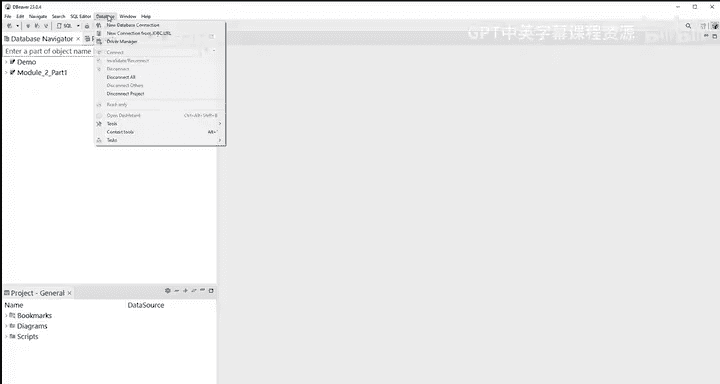 DBeaver 23.0.4
File Edit Navigate Search SQL Editor Database Window Help
SQL
GPT中英字幕课程资源
Database Navigator
Enter a part of object name
Demo
Module_2_Part1
New Database Connection
New Connection from JDBC URL
Driver Manager
Connect
Invalidate/Reconnect
Disconnect
Disconnect All
Disconnect Others
Disconnect Project
Read-only
Open Dashboard Ctrl+Alt+Shift+B
Tools
Context tools
Tasks
Project - General
Name DataSource
Bookmarks
Diagrams
Scripts